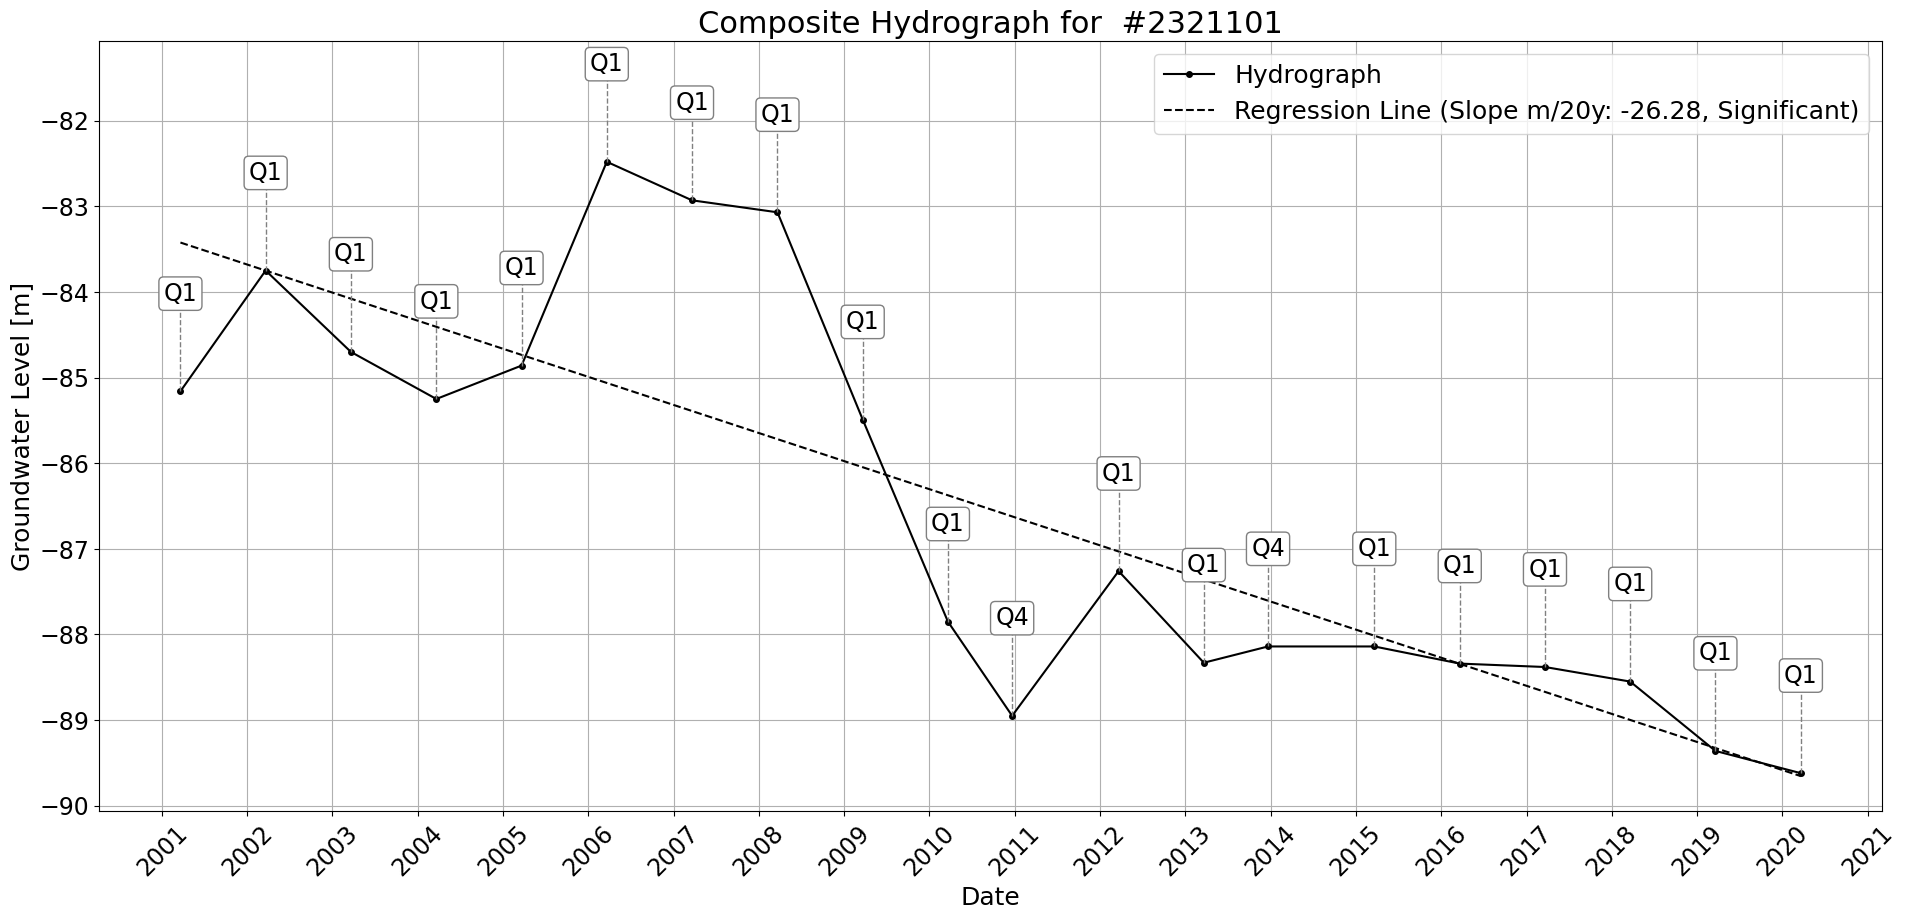 Composite Hydrograph for  #2321101
Hydrograph
Regression Line (Slope m/20y: -26.28, Significant)
Q1
Q1
Q1
Q1
Q1
Q1
Q1
Q1
Q1
Q1
Q4
Q1
Q1
Q4
Q1
Q1
Q1
Q1
Q1
Q1
Groundwater Level [m]
−82
−83
−84
−85
−86
−87
−88
−89
−90
2001
2002
2003
2004
2005
2006
2007
2008
2009
2010
2011
2012
2013
2014
2015
2016
2017
2018
2019
2020
2021
Date